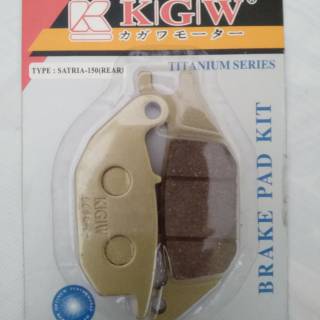 KGW®
カガワモーター
TYPE : SATRIA-150(REAR)
TITANIUM SERIES
KGW
BRAKE PAD KIT